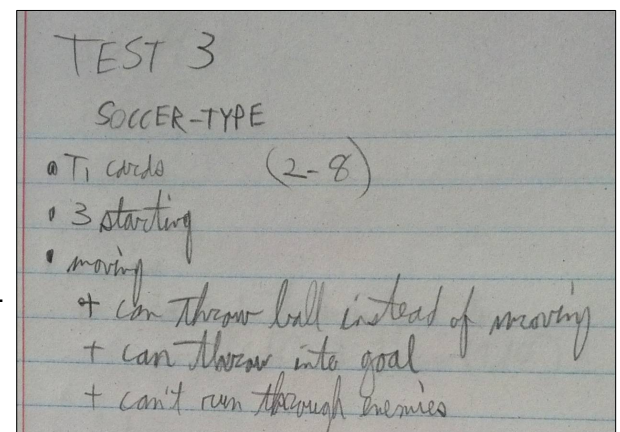 TEST 3
SOCCER-TYPE
• T1 cards (2-8)
• 3 starting
• moving
+ can throw ball instead of moving
+ can throw into goal
+ can't run through enemies